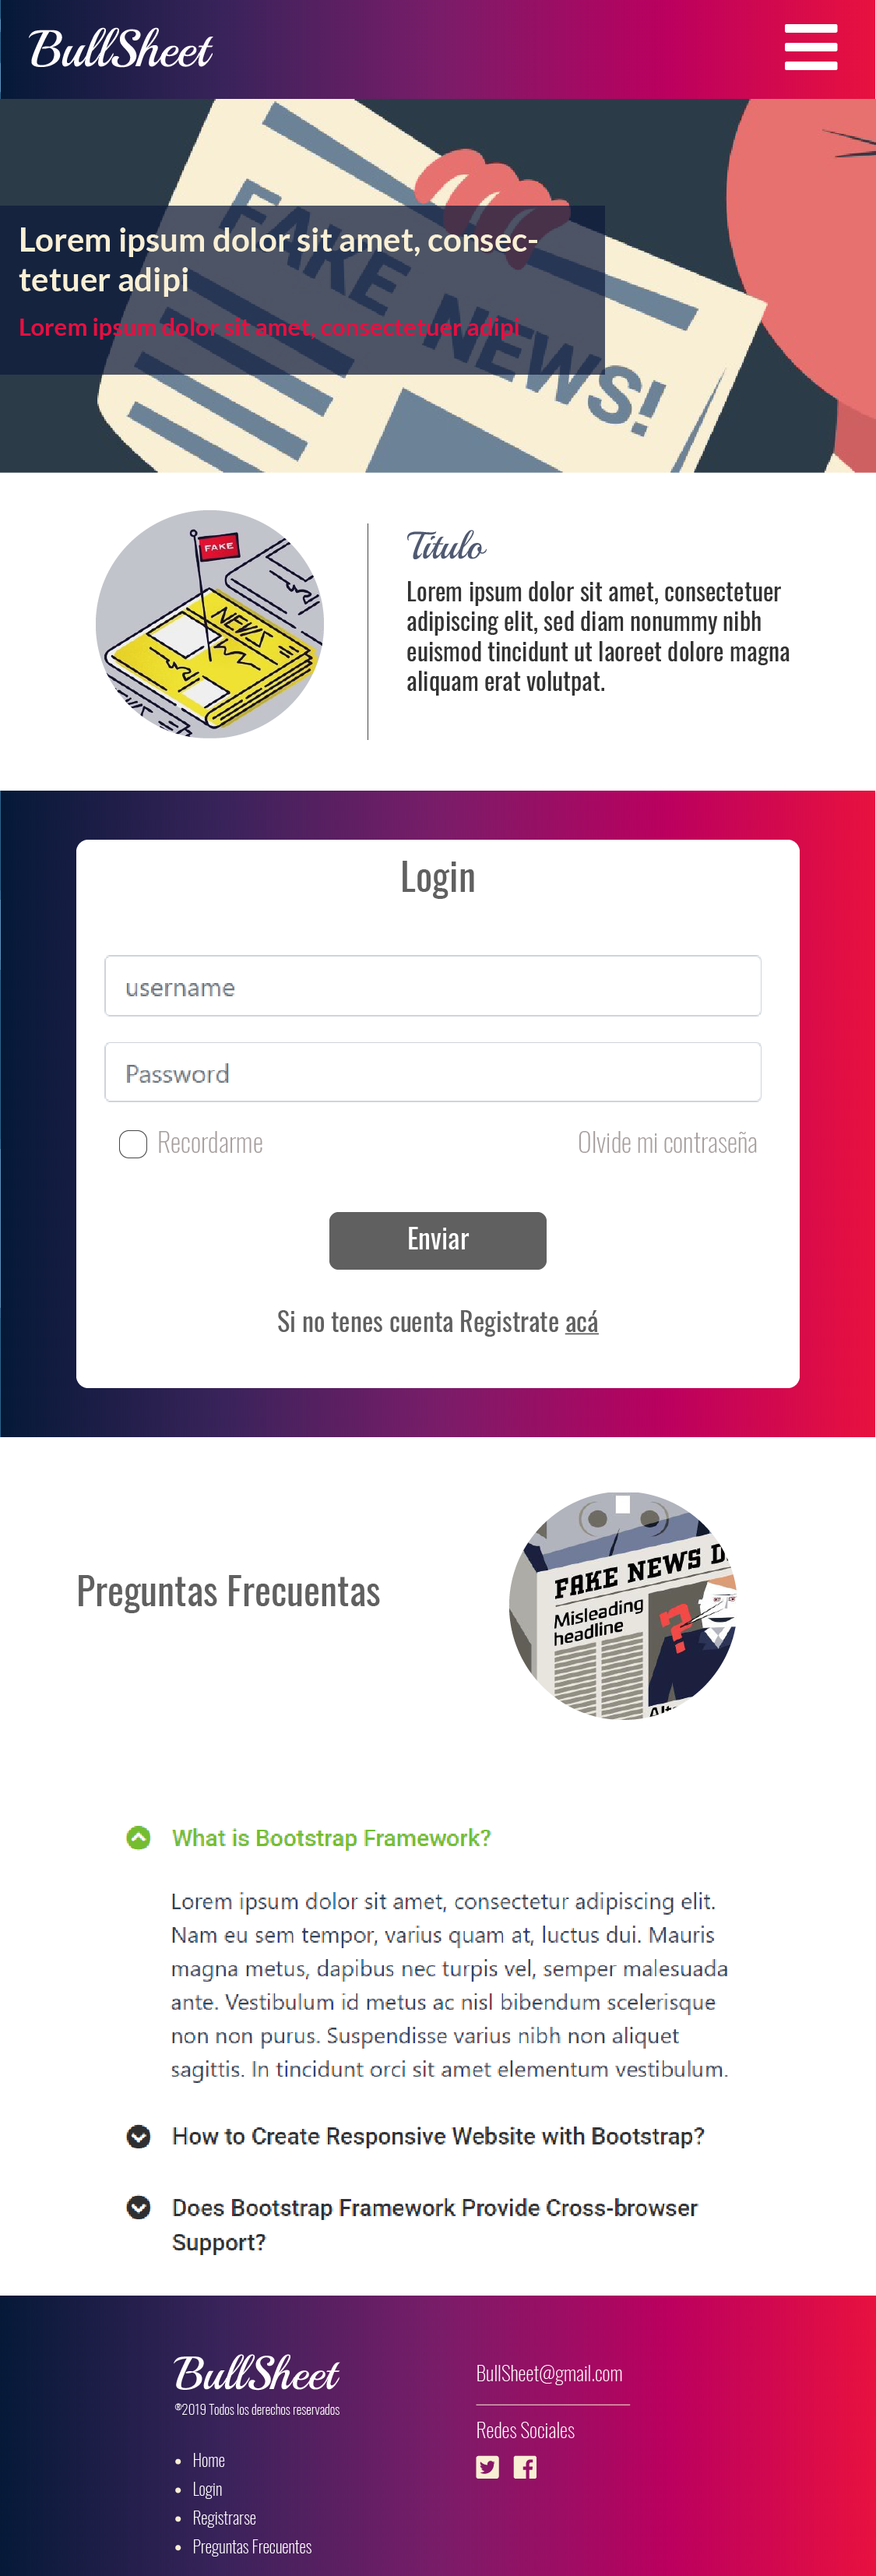 BullSheet
FAKE NEWS!
Lorem ipsum dolor sit amet, consec-
tetuer adipi
Lorem ipsum dolor sit amet, consectetuer adipi
FAKE
NEWS
Titulo
Lorem ipsum dolor sit amet, consectetuer
adipiscing elit, sed diam nonummy nibh
euismod tincidunt ut laoreet dolore magna
aliquam erat volutpat.
Login
username
Password
Recordarme
Olvide mi contraseña
Enviar
Si no tenes cuenta Registrate acá
Preguntas Frecuentas
FAKE NEWS D
Misleading
headline
?
What is Bootstrap Framework?
Lorem ipsum dolor sit amet, consectetur adipiscing elit.
Nam eu sem tempor, varius quam at, luctus dui. Mauris
magna metus, dapibus nec turpis vel, semper malesuada
ante. Vestibulum id metus ac nisl bibendum scelerisque
non non purus. Suspendisse varius nibh non aliquet
sagittis. In tincidunt orci sit amet elementum vestibulum.
How to Create Responsive Website with Bootstrap?
Does Bootstrap Framework Provide Cross-browser
Support?
BullSheet
®2019 Todos los derechos reservados
Home
Login
Registrarse
Preguntas Frecuentes
BullSheet@gmail.com
Redes Sociales